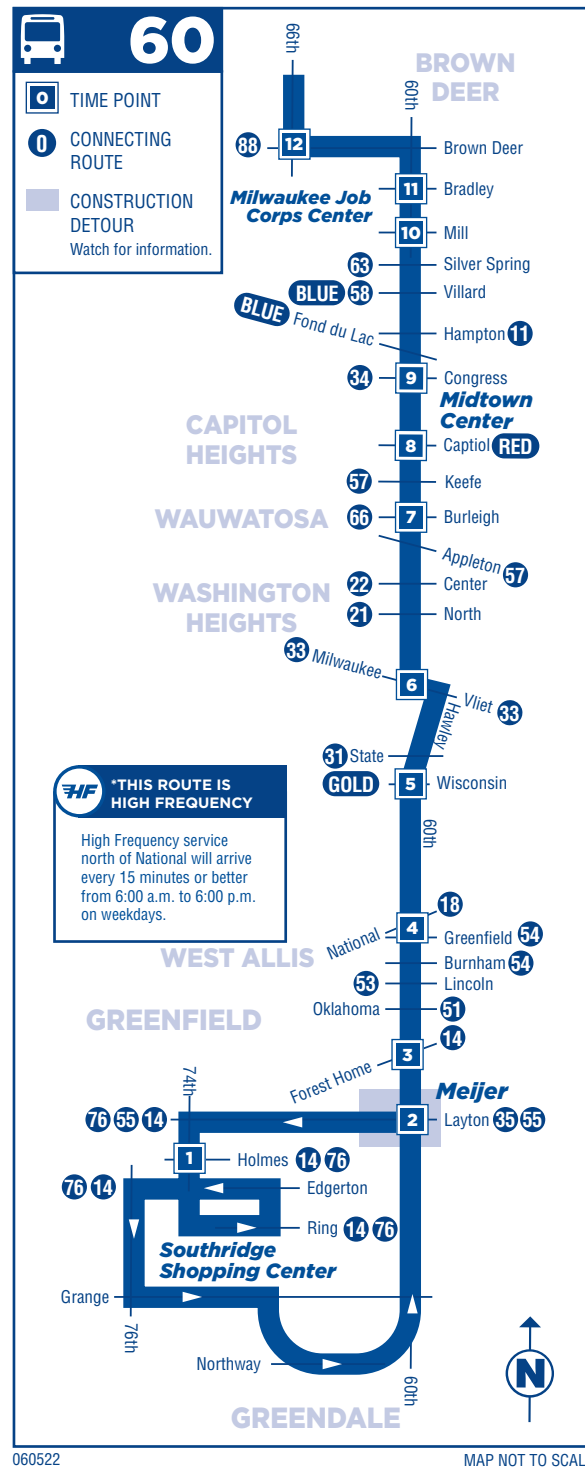 60
0 TIME POINT
0 CONNECTING
ROUTE
CONSTRUCTION
DETOUR
Watch for information.
66th
60th
BROWN
DEER
88
12
Brown Deer
Milwaukee Job
Corps Center
11
Bradley
10
Mill
63
Silver Spring
BLUE 58
Villard
BLUE Fond du Lac
Hampton 11
34
9
Congress
Midtown
Center
CAPITOL
HEIGHTS
8
Captiol RED
57
Keefe
WAUWATOSA
66
7
Burleigh
Appleton 57
WASHINGTON
HEIGHTS
22
Center
21
North
33 Milwaukee
6
Vliet 33
Hawley
31 State
GOLD
5
Wisconsin
60th
HF
*THIS ROUTE IS
HIGH FREQUENCY
High Frequency service
north of National will arrive
every 15 minutes or better
from 6:00 a.m. to 6:00 p.m.
on weekdays.
18
National
4
Greenfield 54
WEST ALLIS
Burnham 54
53
Lincoln
Oklahoma
51
GREENFIELD
14
3
Forest Home
74th
Meijer
76 55 14
2
Layton 35 55
1
Holmes 14 76
76 14
Edgerton
Ring 14 76
Southridge
Shopping Center
Grange
76th
Northway
60th
N
GREENDALE
060522
MAP NOT TO SCAL